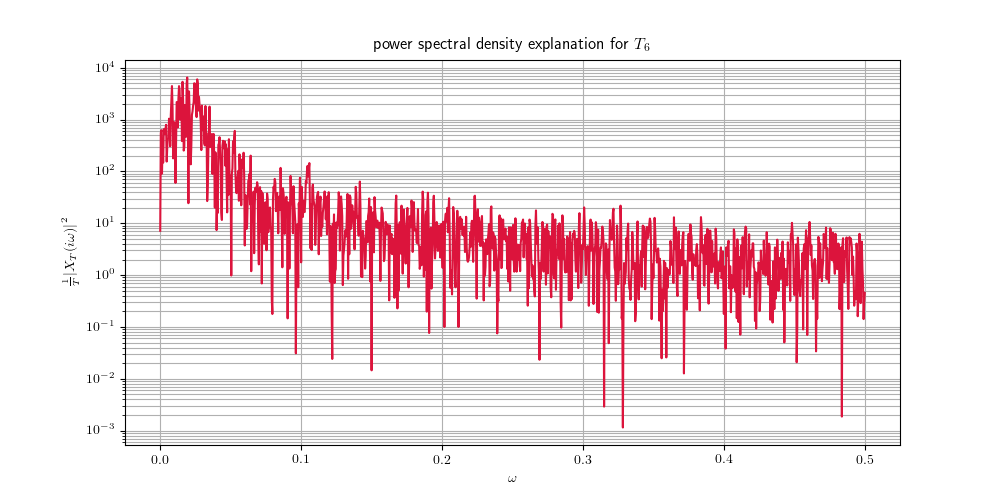 power spectral density explanation for $T_6$
$\frac{1}{T}|X_T(i\omega)|^2$
$10^4$
$10^3$
$10^2$
$10^1$
$10^0$
$10^{-1}$
$10^{-2}$
$10^{-3}$
0.0 0.1 0.2 0.3 0.4 0.5
$\omega$